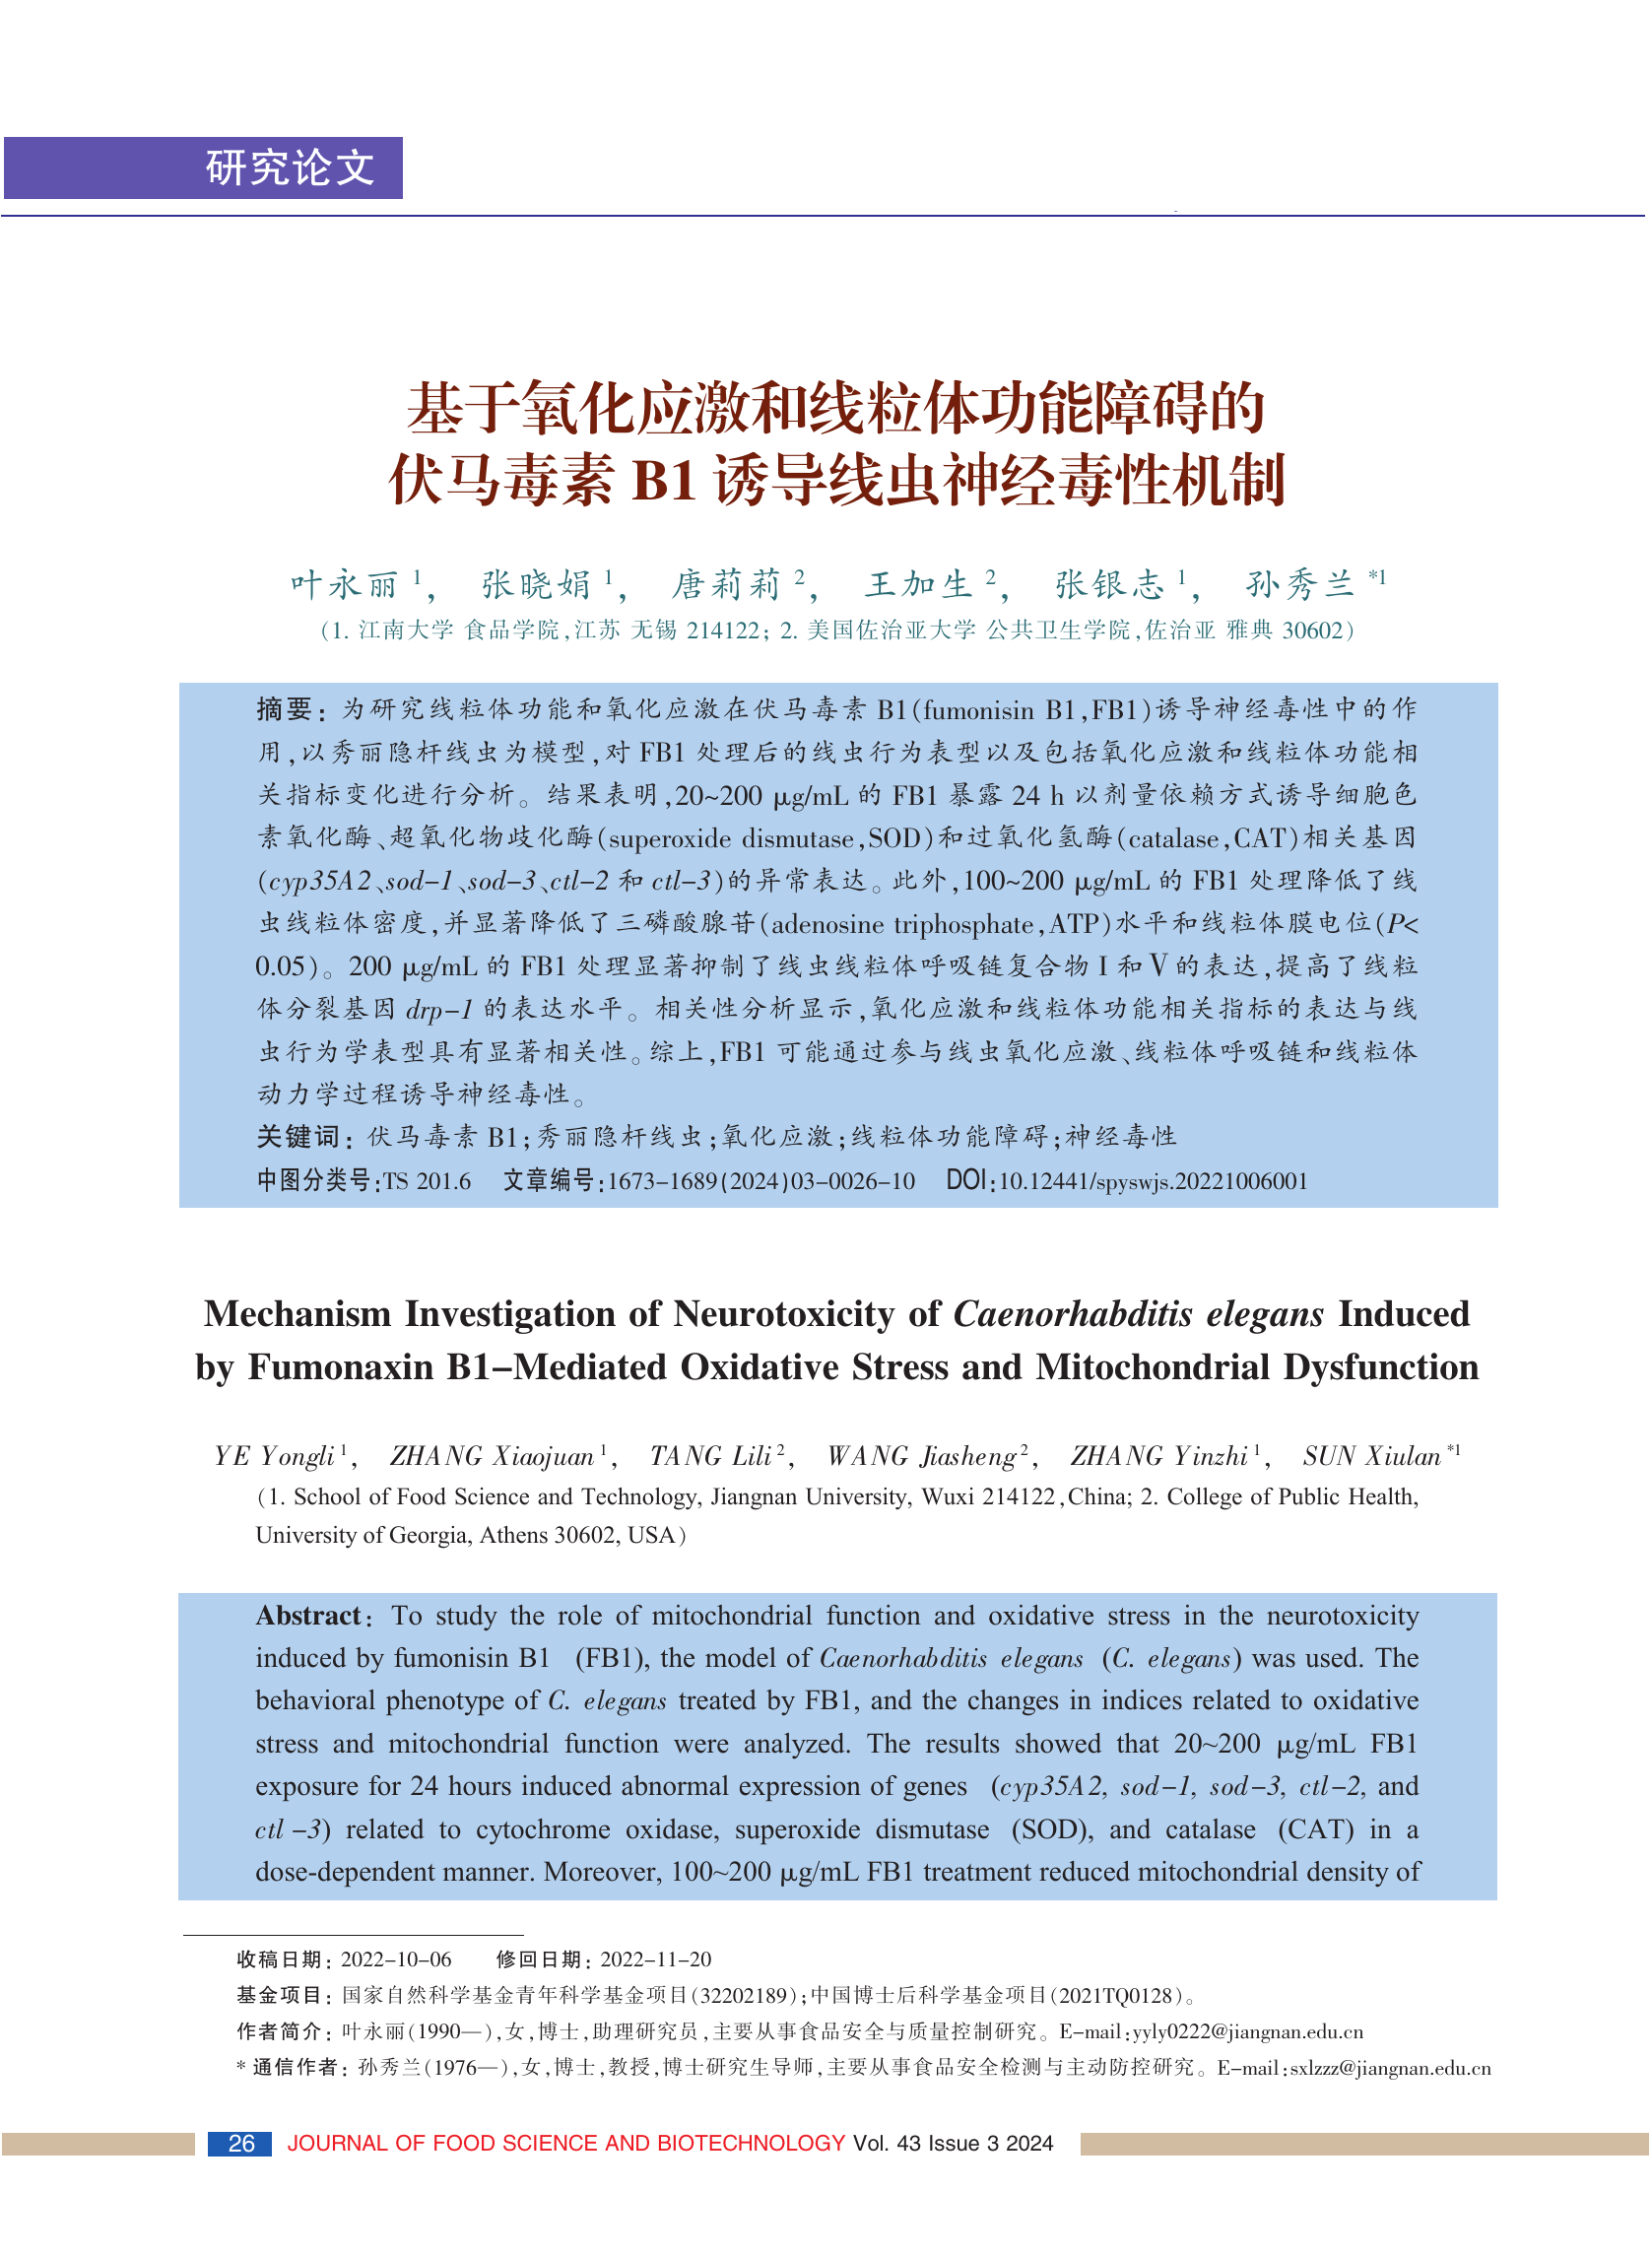 研究论文
基于氧化应激和线粒体功能障碍的
伏马毒素 B1 诱导线虫神经毒性机制
叶永丽 1, 张晓娟 1, 唐莉莉 2, 王加生 2, 张银志 1, 孙秀兰 *1
(1. 江南大学 食品学院,江苏 无锡 214122; 2. 美国佐治亚大学 公共卫生学院,佐治亚 雅典 30602)
摘要: 为研究线粒体功能和氧化应激在伏马毒素 B1(fumonisin B1,FB1)诱导神经毒性中的作
用,以秀丽隐杆线虫为模型,对 FB1 处理后的线虫行为表型以及包括氧化应激和线粒体功能相
关指标变化进行分析。结果表明,20~200 μg/mL 的 FB1 暴露 24 h 以剂量依赖方式诱导细胞色
素氧化酶、超氧化物歧化酶(superoxide dismutase,SOD)和过氧化氢酶(catalase,CAT)相关基因
(cyp35A2、sod-1、sod-3、ctl-2 和 ctl-3)的异常表达。此外,100~200 μg/mL 的 FB1 处理降低了线
虫线粒体密度,并显著降低了三磷酸腺苷(adenosine triphosphate,ATP)水平和线粒体膜电位(P<
0.05)。200 μg/mL 的 FB1 处理显著抑制了线虫线粒体呼吸链复合物 I 和 V 的表达,提高了线粒
体分裂基因 drp-1 的表达水平。相关性分析显示,氧化应激和线粒体功能相关指标的表达与线
虫行为学表型具有显著相关性。综上,FB1 可能通过参与线虫氧化应激、线粒体呼吸链和线粒体
动力学过程诱导神经毒性。
关键词: 伏马毒素 B1;秀丽隐杆线虫;氧化应激;线粒体功能障碍;神经毒性
中图分类号:TS 201.6 文章编号:1673-1689(2024)03-0026-10 DOI:10.12441/spyswjs.20221006001
Mechanism Investigation of Neurotoxicity of Caenorhabditis elegans Induced
by Fumonaxin B1-Mediated Oxidative Stress and Mitochondrial Dysfunction
YE Yongli 1, ZHANG Xiaojuan 1, TANG Lili 2, WANG Jiasheng 2, ZHANG Yinzhi 1, SUN Xiulan *1
(1. School of Food Science and Technology, Jiangnan University, Wuxi 214122,China; 2. College of Public Health,
University of Georgia, Athens 30602, USA)
Abstract: To study the role of mitochondrial function and oxidative stress in the neurotoxicity
induced by fumonisin B1 (FB1), the model of Caenorhabditis elegans (C. elegans) was used. The
behavioral phenotype of C. elegans treated by FB1, and the changes in indices related to oxidative
stress and mitochondrial function were analyzed. The results showed that 20~200 μg/mL FB1
exposure for 24 hours induced abnormal expression of genes (cyp35A2, sod-1, sod-3, ctl-2, and
ctl -3) related to cytochrome oxidase, superoxide dismutase (SOD), and catalase (CAT) in a
dose-dependent manner. Moreover, 100~200 μg/mL FB1 treatment reduced mitochondrial density of
收稿日期: 2022-10-06 修回日期: 2022-11-20
基金项目: 国家自然科学基金青年科学基金项目(32202189);中国博士后科学基金项目(2021TQ0128)。
作者简介: 叶永丽(1990—),女,博士,助理研究员,主要从事食品安全与质量控制研究。E-mail:yyly0222@jiangnan.edu.cn
* 通信作者: 孙秀兰(1976—),女,博士,教授,博士研究生导师,主要从事食品安全检测与主动防控研究。E-mail:sxlzzz@jiangnan.edu.cn
26 JOURNAL OF FOOD SCIENCE AND BIOTECHNOLOGY Vol. 43 Issue 3 2024